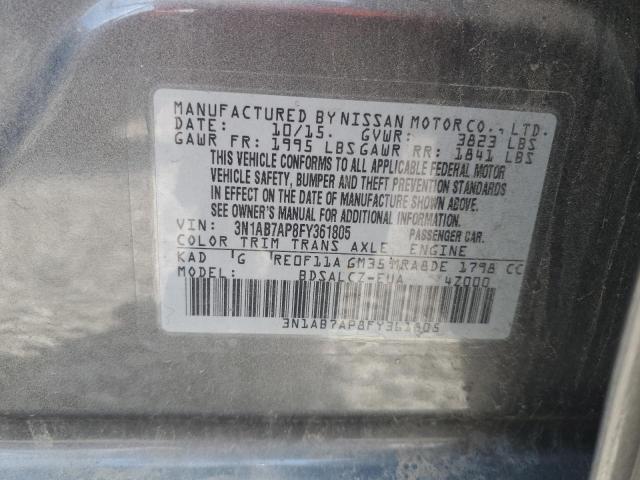 MANUFACTURED BY NISSAN MOTOR CO., LTD.
DATE: 10/15. GVWR: 3823 LBS
GAWR FR: 1995 LBS GAWR RR: 1841 LBS
THIS VEHICLE CONFORMS TO ALL APPLICABLE FEDERAL MOTOR
VEHICLE SAFETY, BUMPER AND THEFT PREVENTION STANDARDS
IN EFFECT ON THE DATE OF MANUFACTURE SHOWN ABOVE.
SEE OWNER'S MANUAL FOR ADDITIONAL INFORMATION.
VIN: 3N1AB7AP8FY361805 PASSENGER CAR.
COLOR TRIM TRANS AXLE ENGINE
KAD G RE0F11A GM35 MRA8DE 1798 CC
MODEL: BDSALCZ-EUA 4Z000
3N1AB7AP8FY361805